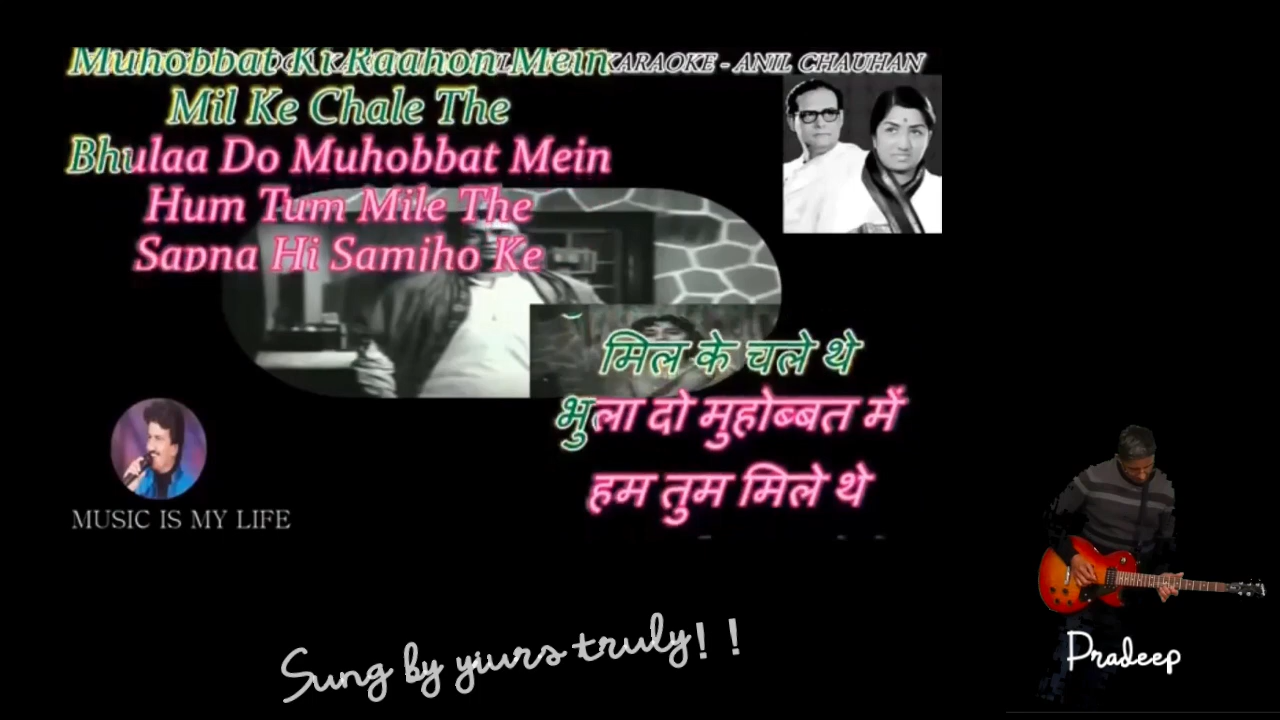 Muhobbat Ki Raahon Mein
KARAOKE - ANIL CHAUHAN
Mil Ke Chale The
Bhulaa Do Muhobbat Mein
Hum Tum Mile The
Sapna Hi Samjho Ke
मिल के चले थे
भुला दो मुहोब्बत में
हम तुम मिले थे
MUSIC IS MY LIFE
Sung by yiurs truly! !
Pradeep